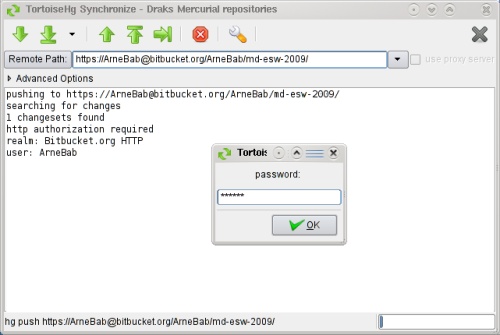 TortoiseHg Synchronize - Draks Mercurial repositories
Remote Path: https://ArneBab@bitbucket.org/ArneBab/md-esw-2009/ use proxy server
Advanced Options
pushing to https://ArneBab@bitbucket.org/ArneBab/md-esw-2009/
searching for changes
1 changesets found
http authorization required
realm: Bitbucket.org HTTP
user: ArneBab
Tortois
password:
******
OK
hg push https://ArneBab@bitbucket.org/ArneBab/md-esw-2009/